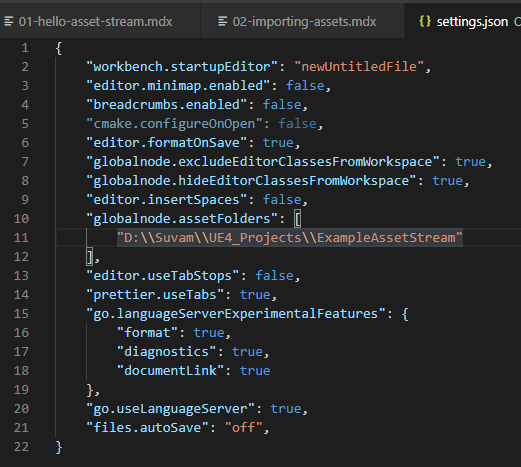 01-hello-asset-stream.mdx 02-importing-assets.mdx {} settings.json
1 {
2 "workbench.startupEditor": "newUntitledFile",
3 "editor.minimap.enabled": false,
4 "breadcrumbs.enabled": false,
5 "cmake.configureOnOpen": false,
6 "editor.formatOnSave": true,
7 "globalnode.excludeEditorClassesFromWorkspace": true,
8 "globalnode.hideEditorClassesFromWorkspace": true,
9 "editor.insertSpaces": false,
10 "globalnode.assetFolders": [
11 "D:\\Suvam\\UE4_Projects\\ExampleAssetStream"
12 ],
13 "editor.useTabStops": false,
14 "prettier.useTabs": true,
15 "go.languageServerExperimentalFeatures": {
16 "format": true,
17 "diagnostics": true,
18 "documentLink": true
19 },
20 "go.useLanguageServer": true,
21 "files.autoSave": "off",
22 }